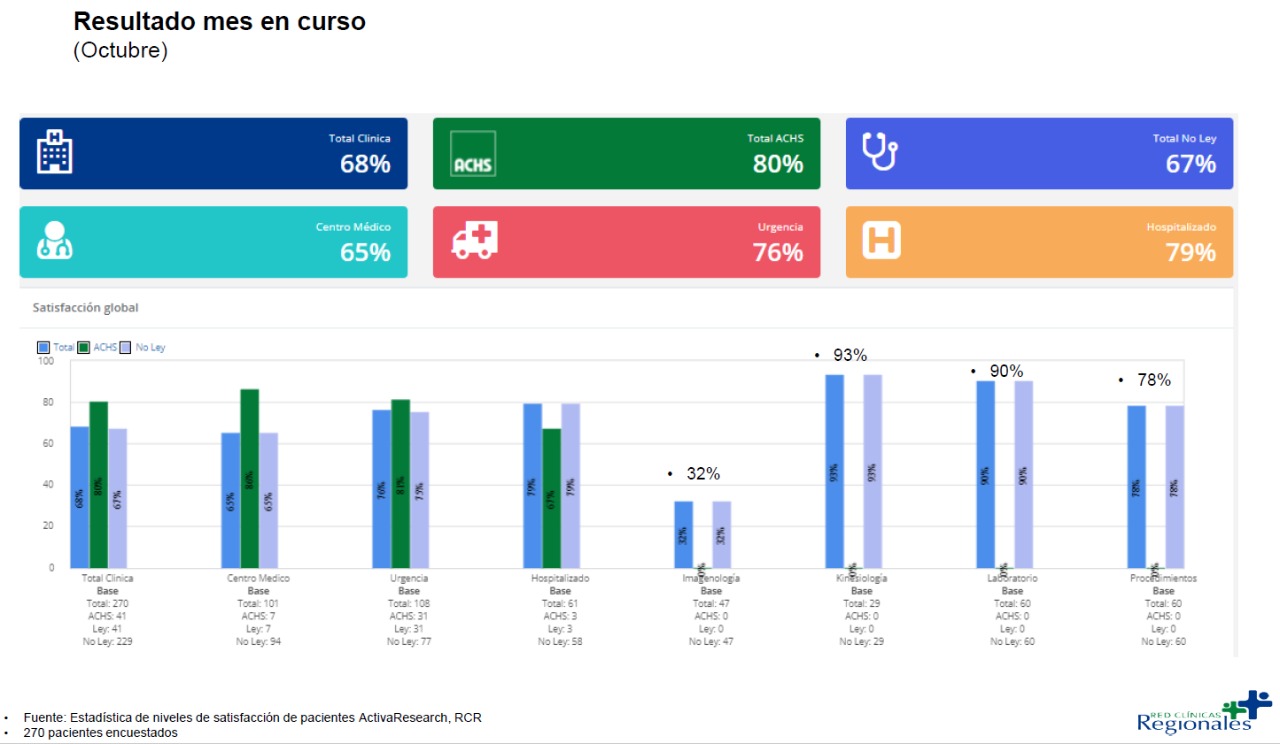 Resultado mes en curso
(Octubre)
Total Clinica
68%
ACHS
Total ACHS
80%
Total No Ley
67%
Centro Médico
65%
Urgencia
76%
H
Hospitalizado
79%
Satisfacción global
Total ACHS No Ley
100
80
60
40
20
0
68% 80% 67%
65% 86% 65%
76% 81% 75%
79% 67% 79%
• 32%
32% 0% 32%
• 93%
93% 0% 93%
• 90%
90% 0% 90%
• 78%
78% 0% 78%
Total Clinica
Base
Total: 270
ACHS: 41
Ley: 41
No Ley: 229
Centro Medico
Base
Total: 101
ACHS: 7
Ley: 7
No Ley: 94
Urgencia
Base
Total: 108
ACHS: 31
Ley: 31
No Ley: 77
Hospitalizado
Base
Total: 61
ACHS: 3
Ley: 3
No Ley: 58
Imagenología
Base
Total: 47
ACHS: 0
Ley: 0
No Ley: 47
Kinesiología
Base
Total: 29
ACHS: 0
Ley: 0
No Ley: 29
Laboratorio
Base
Total: 60
ACHS: 0
Ley: 0
No Ley: 60
Procedimientos
Base
Total: 60
ACHS: 0
Ley: 0
No Ley: 60
• Fuente: Estadística de niveles de satisfacción de pacientes ActivaResearch, RCR
• 270 pacientes encuestados
RED CLÍNICAS
Regionales